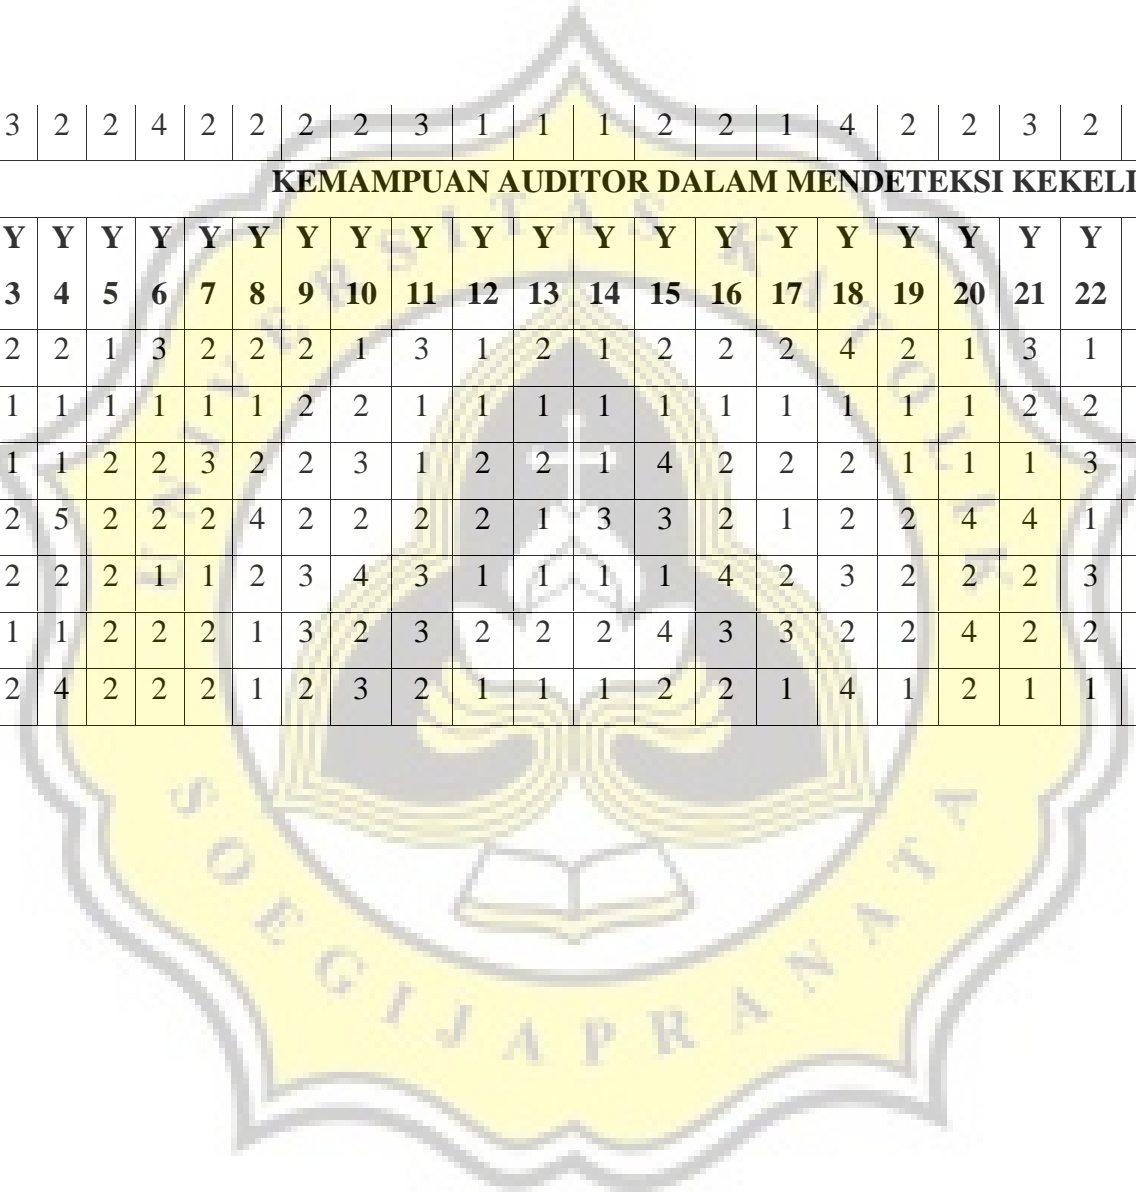 3 2 2 4 2 2 2 2 3 1 1 1 2 2 1 4 2 2 3 2
KEMAMPUAN AUDITOR DALAM MENDETEKSI KEKELI
Y Y Y Y Y Y Y Y Y Y Y Y Y Y Y Y Y Y Y Y
3 4 5 6 7 8 9 10 11 12 13 14 15 16 17 18 19 20 21 22
2 2 1 3 2 2 2 1 3 1 2 1 2 2 2 4 2 1 3 1
1 1 1 1 1 1 2 2 1 1 1 1 1 1 1 1 1 1 2 2
1 1 2 2 3 2 2 3 1 2 2 1 4 2 2 2 1 1 1 3
2 5 2 2 2 4 2 2 2 2 1 3 3 2 1 2 2 4 4 1
2 2 2 1 1 2 3 4 3 1 1 1 1 4 2 3 2 2 2 3
1 1 2 2 2 1 3 2 3 2 2 2 4 3 3 2 2 4 2 2
2 4 2 2 2 1 2 3 2 1 1 1 2 2 1 4 1 2 1 1
UNIVERSITAS KATOLIK
SOEGIJAPRANATA